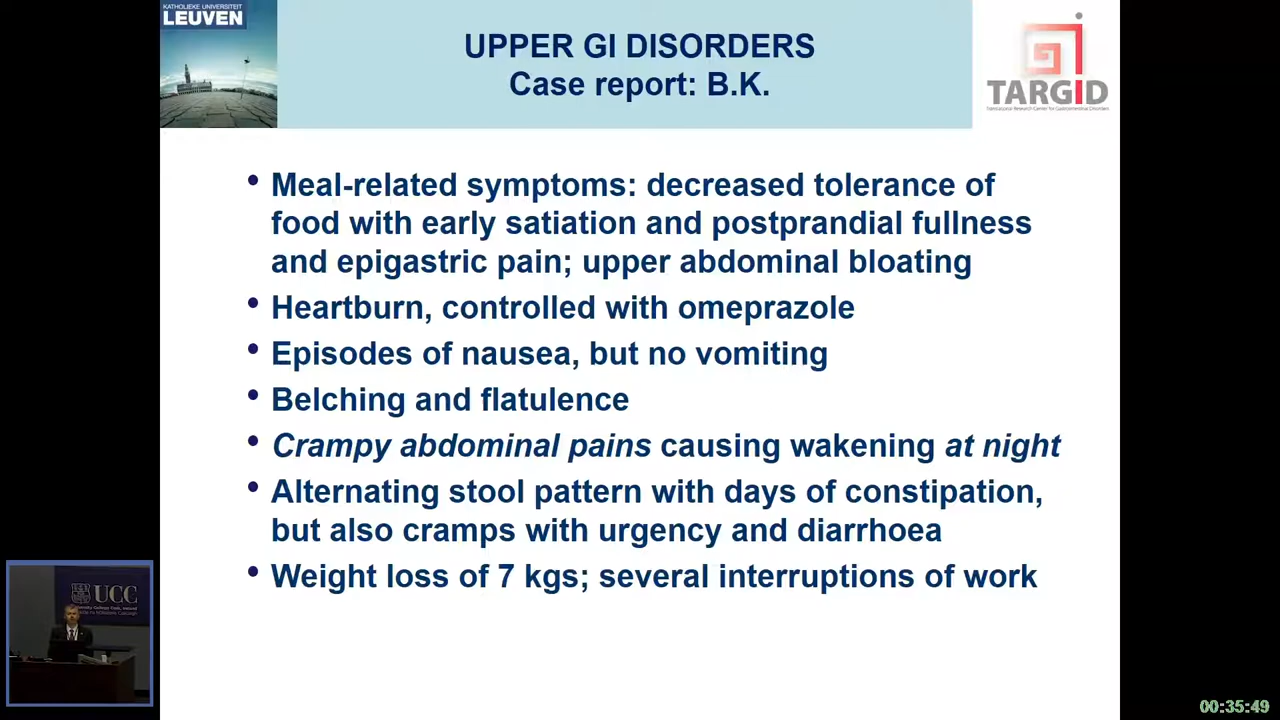 KATHOLIEKE UNIVERSITEIT
LEUVEN
UPPER GI DISORDERS
Case report: B.K.
TARGID
• Meal-related symptoms: decreased tolerance of
food with early satiation and postprandial fullness
and epigastric pain; upper abdominal bloating
• Heartburn, controlled with omeprazole
• Episodes of nausea, but no vomiting
• Belching and flatulence
• Crampy abdominal pains causing wakening at night
• Alternating stool pattern with days of constipation,
but also cramps with urgency and diarrhoea
• Weight loss of 7 kgs; several interruptions of work
UCC
00:35:49